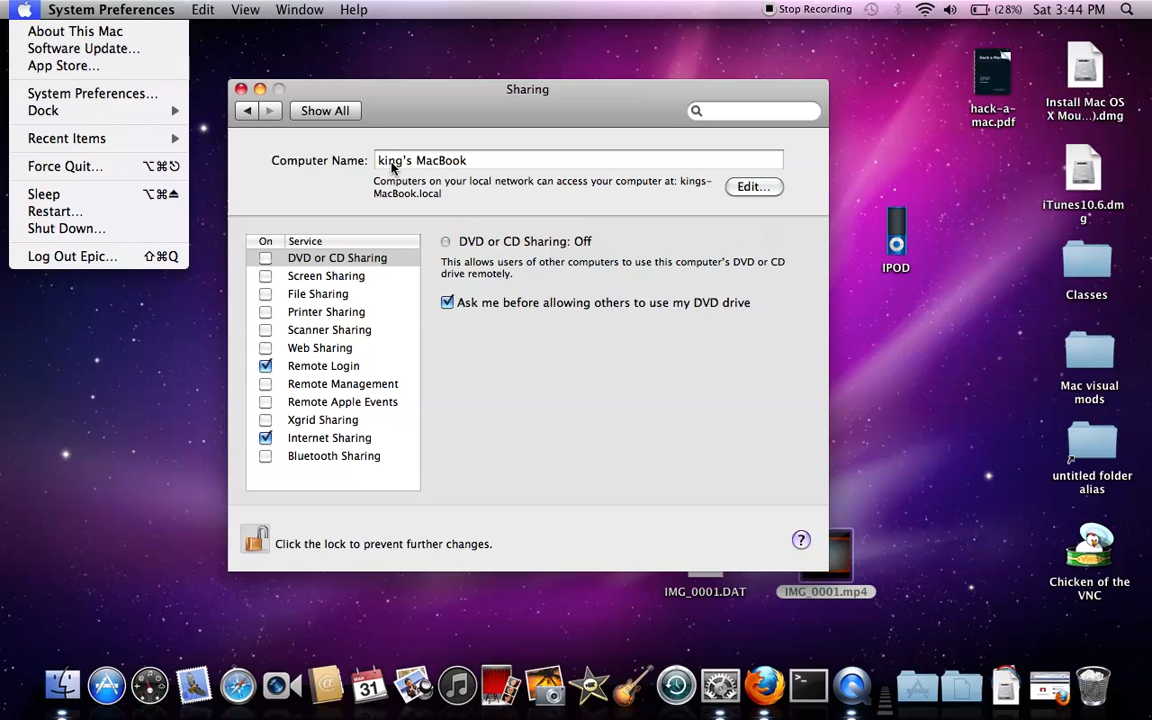 System Preferences Edit View Window Help
Stop Recording
(28%) Sat 3:44 PM
About This Mac
Software Update...
App Store...
System Preferences...
Dock
Recent Items
Force Quit... ⌥⌘⎋
Sleep ⌥⌘⏏
Restart...
Shut Down...
Log Out Epic... ⇧⌘Q
Sharing
Show All
Computer Name: king's MacBook
Computers on your local network can access your computer at: kings-
MacBook.local
Edit...
On Service
DVD or CD Sharing
Screen Sharing
File Sharing
Printer Sharing
Scanner Sharing
Web Sharing
Remote Login
Remote Management
Remote Apple Events
Xgrid Sharing
Internet Sharing
Bluetooth Sharing
DVD or CD Sharing: Off
This allows users of other computers to use this computer's DVD or CD
drive remotely.
Ask me before allowing others to use my DVD drive
Click the lock to prevent further changes.
?
hack-a-
mac.pdf
Install Mac OS
X Mou...).dmg
iTunes10.6.dm
g
IPOD
Classes
Mac visual
mods
untitled folder
alias
Chicken of the
VNC
IMG_0001.DAT
IMG_0001.mp4
31